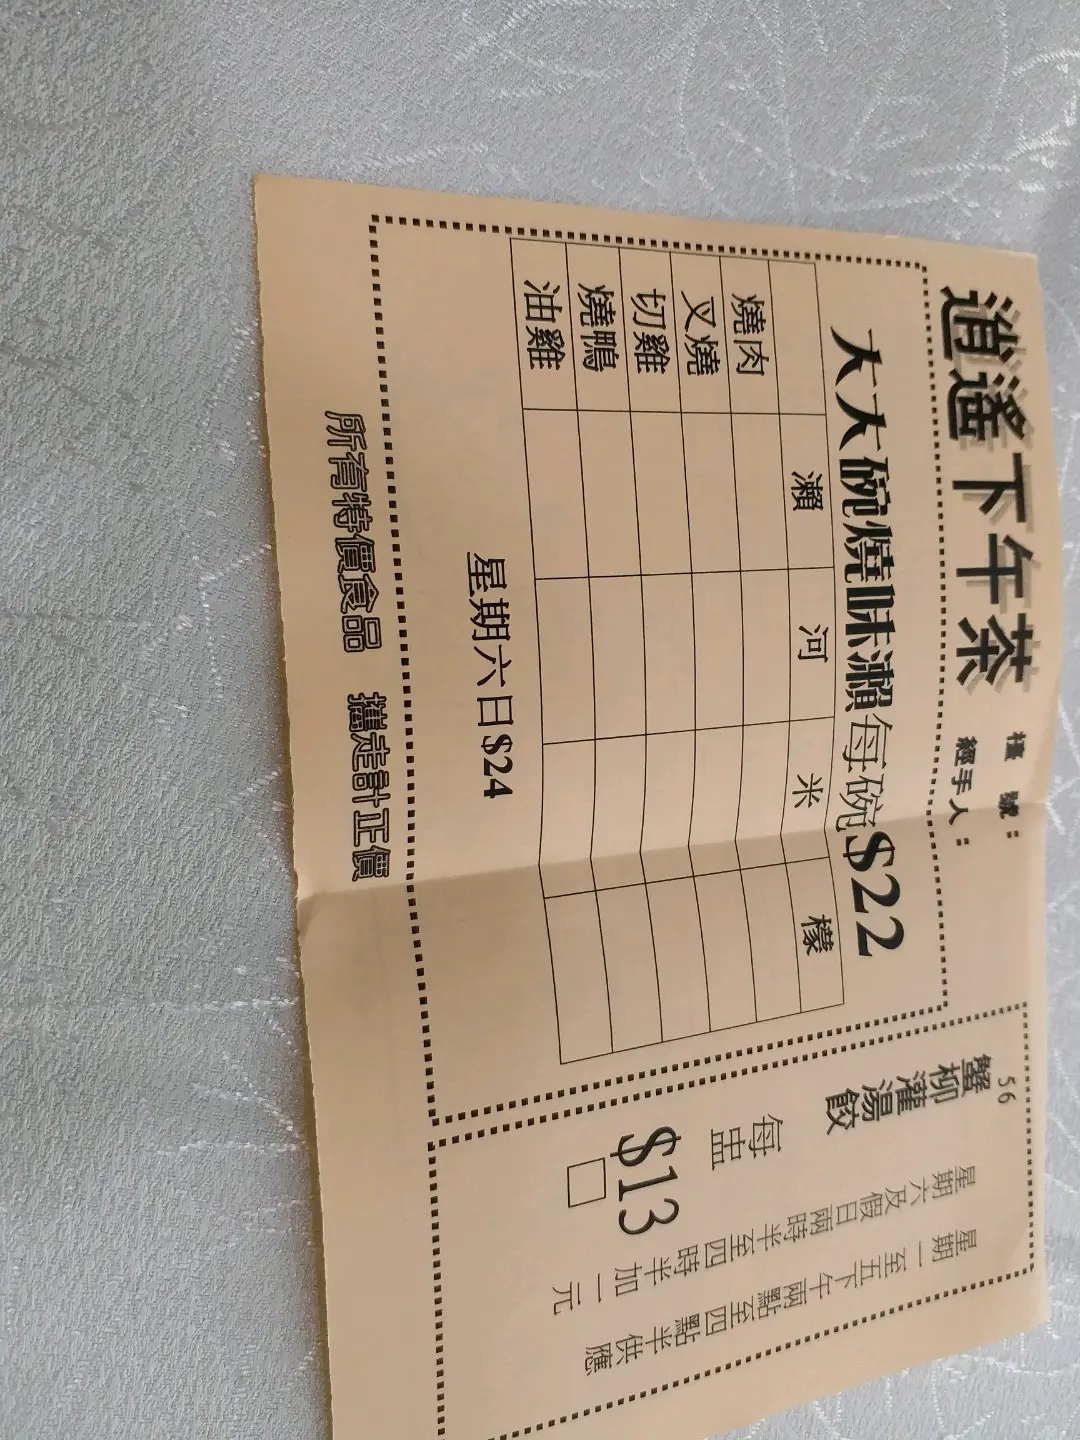 逍遙下午茶
檯號:
經手人:
大大碗燒味瀨每碗$22
瀨 河 米 檬
燒肉
叉燒
切雞
燒鴨
油雞
星期六日$24
所有特價食品 攜走計正價
56
蟹柳灌湯餃
每盅
$13
星期六及假日兩時半至四時半加一元
星期一至五下午兩點至四點半供應